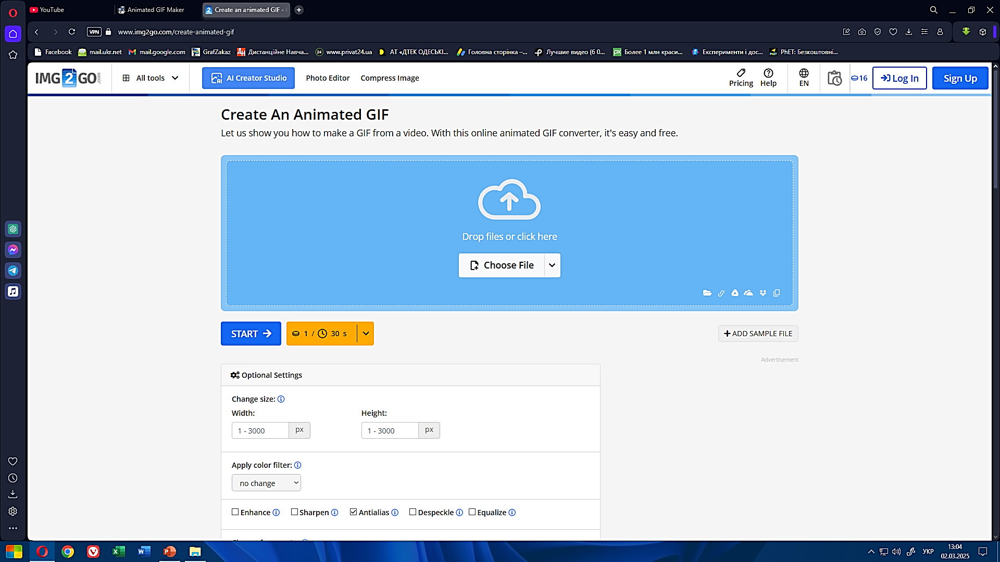 YouTube
Animated GIF Maker
Create an animated GIF -
VPN
www.img2go.com/create-animated-gif
Facebook
mail.ukr.net
mail.google.com
GrafZakaz
Дистанційне Навча...
www.privat24.ua
АТ «ДТЕК ОДЕСЬКІ...
Головна сторінка –...
Лучшие видео (6 0...
Более 1 млн краси...
Експерименти і дос...
PhET: Безкоштовні...
IMG2GO.com
All tools
AI Creator Studio
Photo Editor
Compress Image
Pricing
Help
EN
16
Log In
Sign Up
Create An Animated GIF
Let us show you how to make a GIF from a video. With this online animated GIF converter, it's easy and free.
Drop files or click here
Choose File
START
1 / 30 s
ADD SAMPLE FILE
Advertisement
Optional Settings
Change size:
Width:
Height:
1 - 3000 px
1 - 3000 px
Apply color filter:
no change
Enhance
Sharpen
Antialias
Despeckle
Equalize
УКР
13:04
02.03.2025